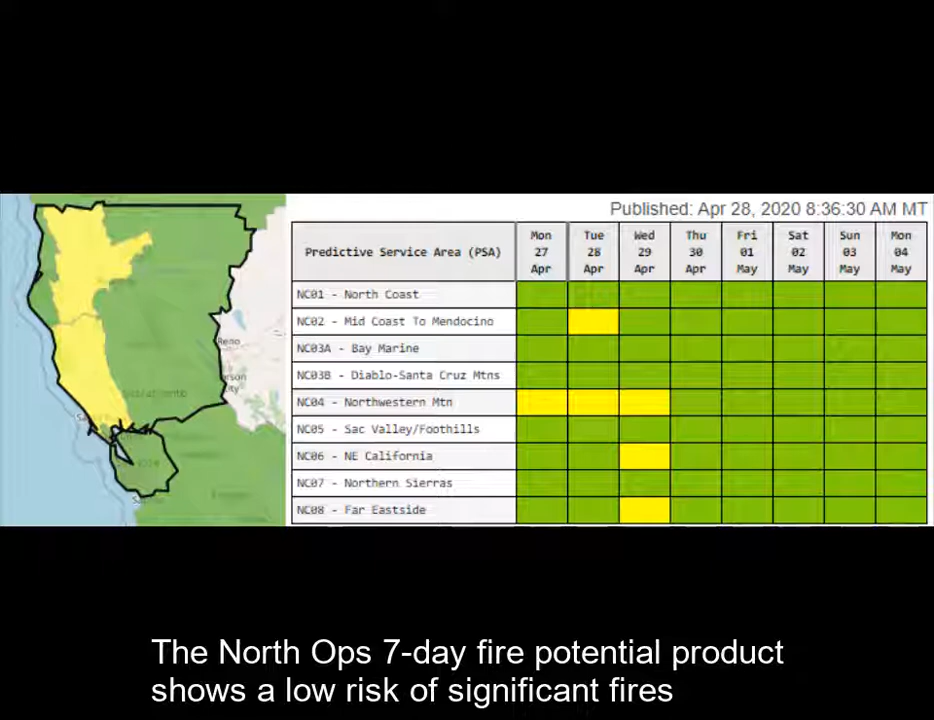 Published: Apr 28, 2020 8:36:30 AM MT
Predictive Service Area (PSA) Mon 27 Apr Tue 28 Apr Wed 29 Apr Thu 30 Apr Fri 01 May Sat 02 May Sun 03 May Mon 04 May
NC01 - North Coast
NC02 - Mid Coast To Mendocino
NC03A - Bay Marine
NC03B - Diablo-Santa Cruz Mtns
NC04 - Northwestern Mtn
NC05 - Sac Valley/Foothills
NC06 - NE California
NC07 - Northern Sierras
NC08 - Far Eastside
Reno
Sacramento
City
The North Ops 7-day fire potential product
shows a low risk of significant fires